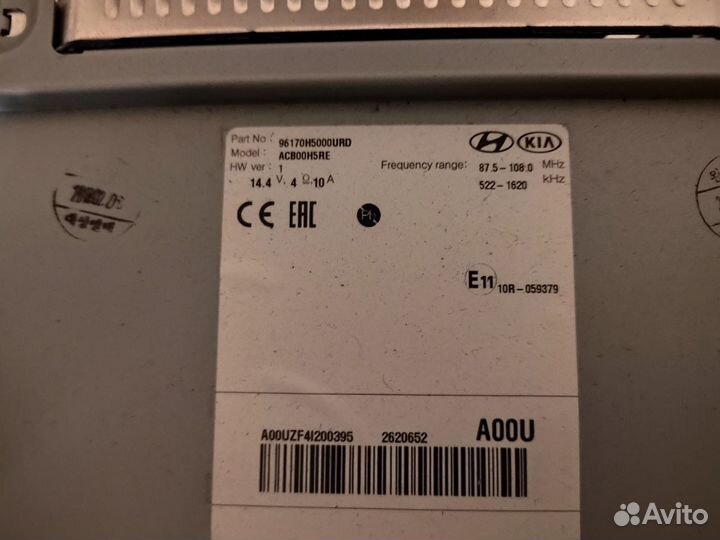 Part No : 96170H5000URD
Model : ACB00H5RE
HW ver : 1
14.4 V, 4 Ω, 10 A
KIA
Frequency range: 87.5 - 108.0 MHz
522 - 1620 kHz
CE EAC
E11 10R - 059379
A00UZF4I200395 2620652 A00U
Avito